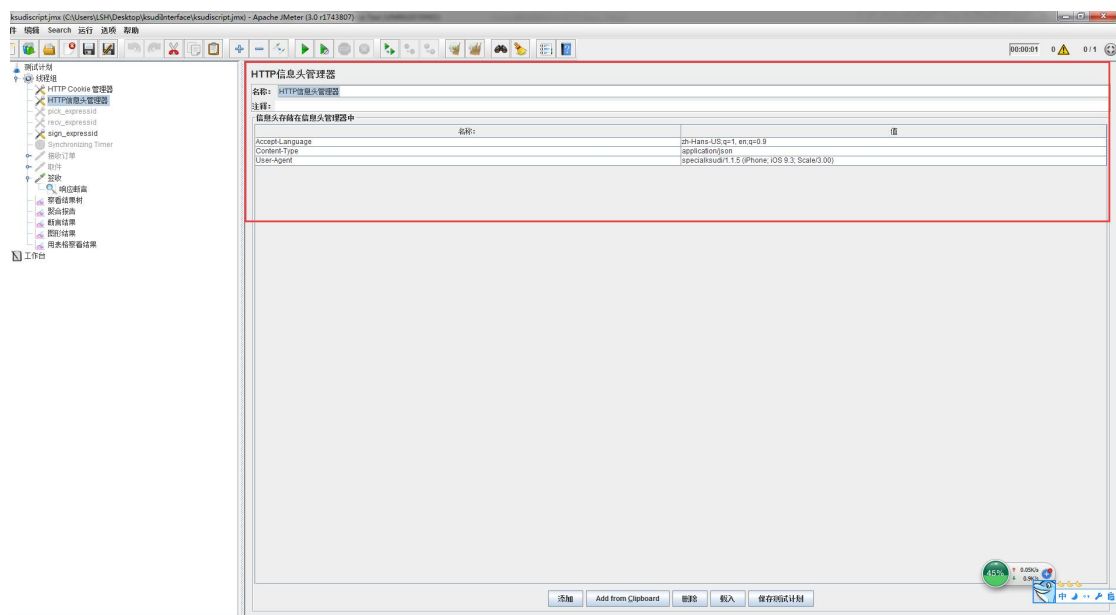 ksudiscript.jmx (C:\Users\LSH\Desktop\ksudiInterface\ksudiscript.jmx) - Apache JMeter (3.0 r1743807)
件 编辑 Search 运行 选项 帮助
00:00:01 0 0 / 1
测试计划
线程组
HTTP Cookie 管理器
HTTP信息头管理器
pick_expressid
recv_expressid
sign_expressid
Synchronizing Timer
接收订单
取件
签收
响应断言
察看结果树
聚合报告
断言结果
图形结果
用表格察看结果
工作台
HTTP信息头管理器
名称： HTTP信息头管理器
注释：
信息头存储在信息头管理器中
名称： 值
Accept-Language zh-Hans-US;q=1, en;q=0.9
Content-Type application/json
User-Agent specialksudi/1.1.5 (iPhone; iOS 9.3; Scale/3.00)
添加 Add from Clipboard 删除 载入 保存测试计划
45% 0.05K/s
0.9K/s
中